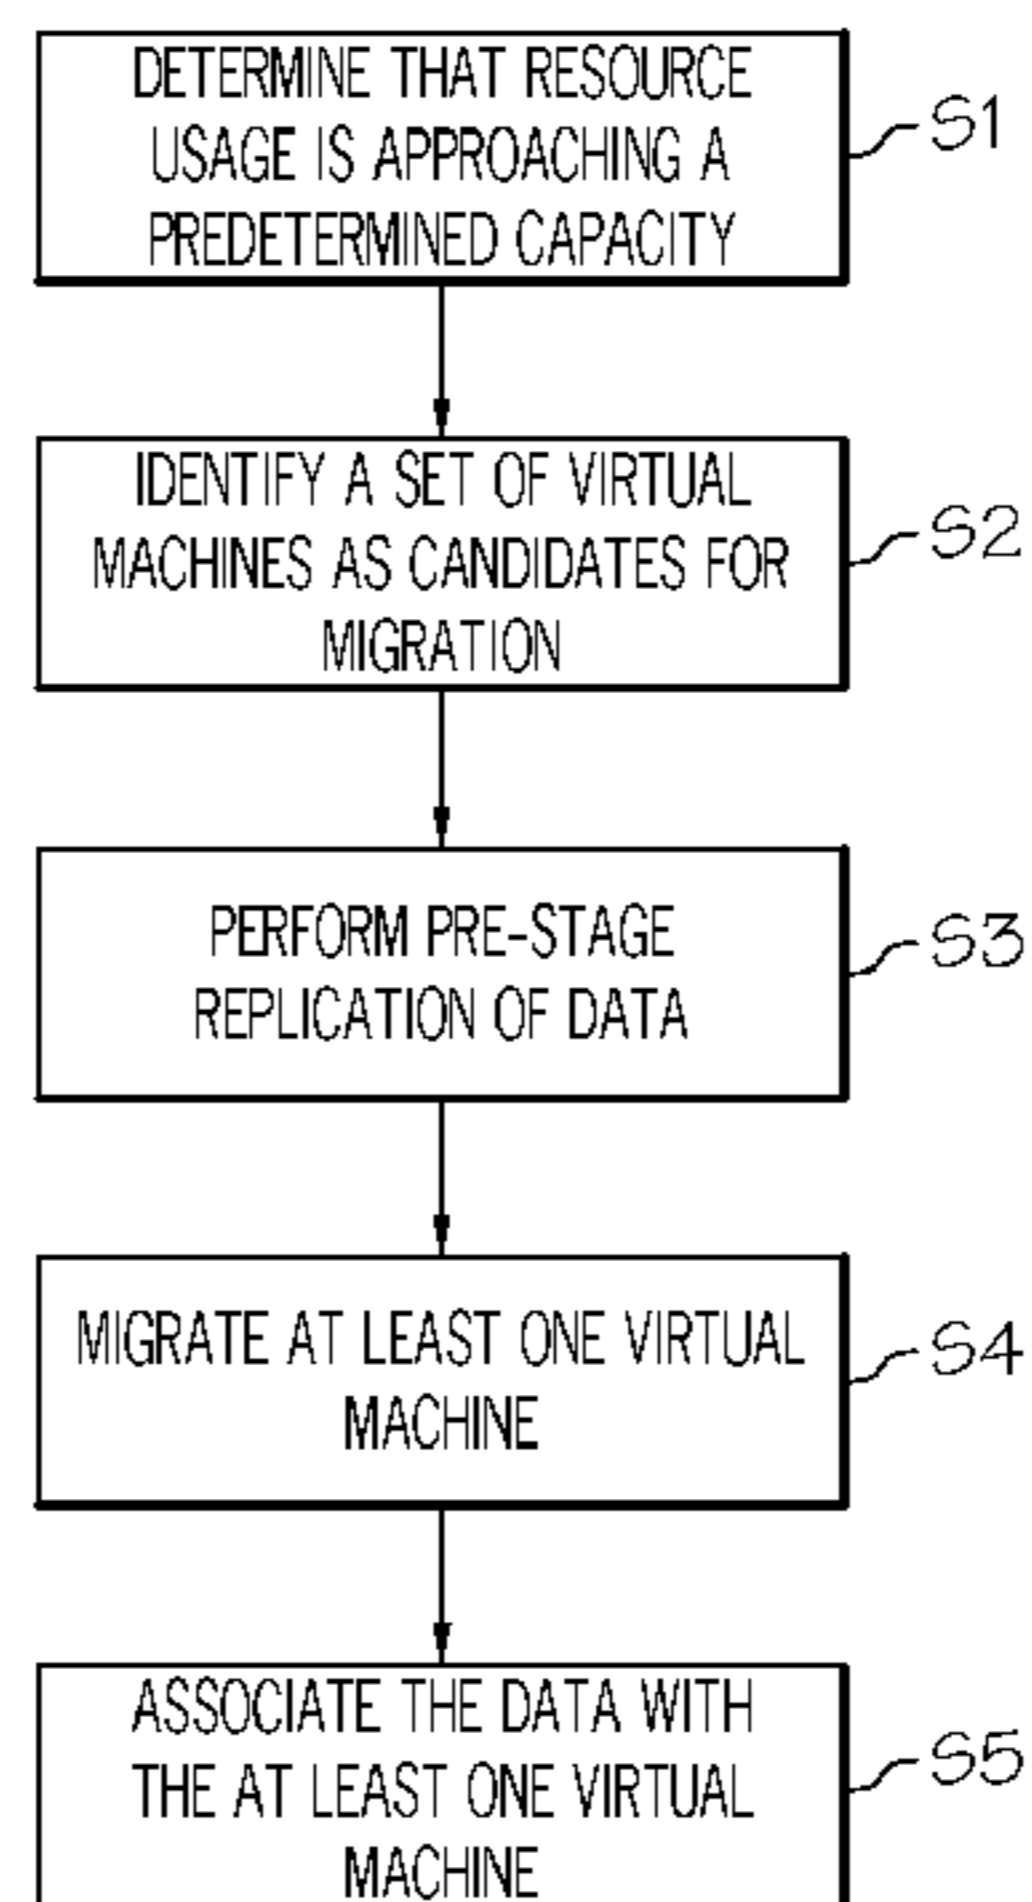 DETERMINE THAT RESOURCE
USAGE IS APPROACHING A
PREDETERMINED CAPACITY
S1
IDENTIFY A SET OF VIRTUAL
MACHINES AS CANDIDATES FOR
MIGRATION
S2
PERFORM PRE-STAGE
REPLICATION OF DATA
S3
MIGRATE AT LEAST ONE VIRTUAL
MACHINE
S4
ASSOCIATE THE DATA WITH
THE AT LEAST ONE VIRTUAL
MACHINE
S5